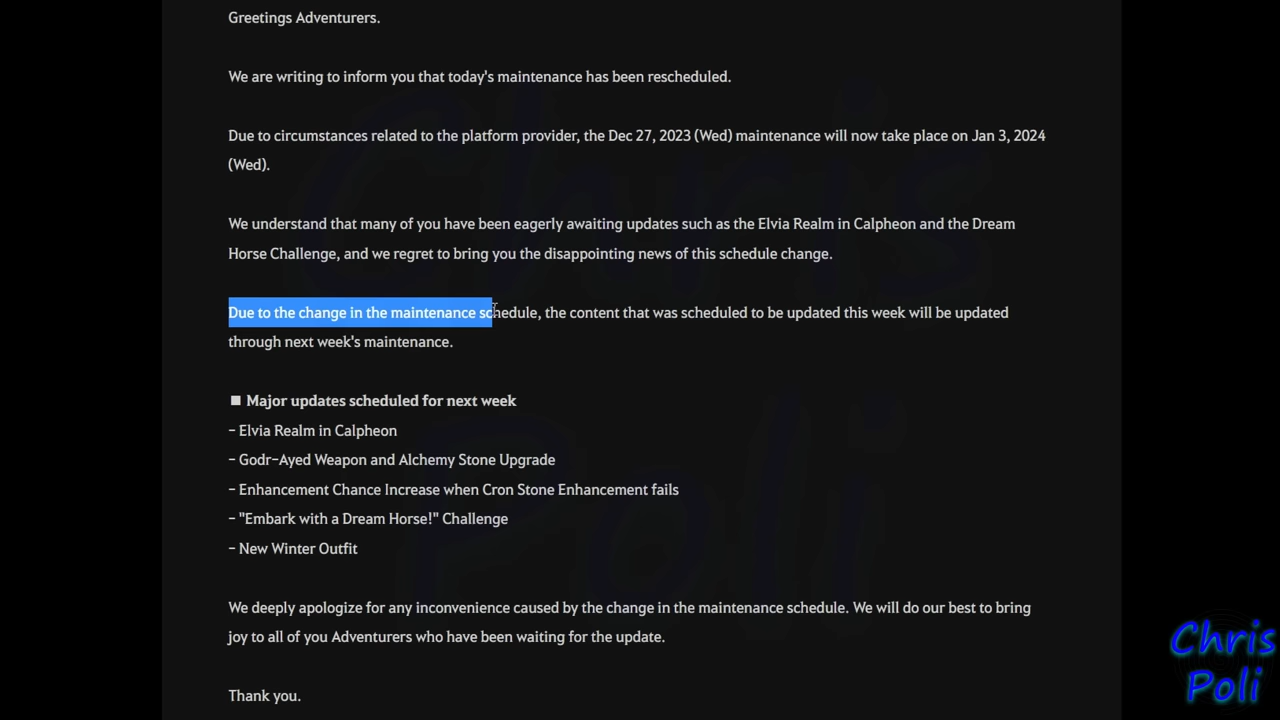 Greetings Adventurers.
We are writing to inform you that today's maintenance has been rescheduled.
Due to circumstances related to the platform provider, the Dec 27, 2023 (Wed) maintenance will now take place on Jan 3, 2024
(Wed).
We understand that many of you have been eagerly awaiting updates such as the Elvia Realm in Calpheon and the Dream
Horse Challenge, and we regret to bring you the disappointing news of this schedule change.
Due to the change in the maintenance schedule, the content that was scheduled to be updated this week will be updated
through next week's maintenance.
■ Major updates scheduled for next week
- Elvia Realm in Calpheon
- Godr-Ayed Weapon and Alchemy Stone Upgrade
- Enhancement Chance Increase when Cron Stone Enhancement fails
- "Embark with a Dream Horse!" Challenge
- New Winter Outfit
We deeply apologize for any inconvenience caused by the change in the maintenance schedule. We will do our best to bring
joy to all of you Adventurers who have been waiting for the update.
Thank you.
Chris
Poli
Chris
Poli